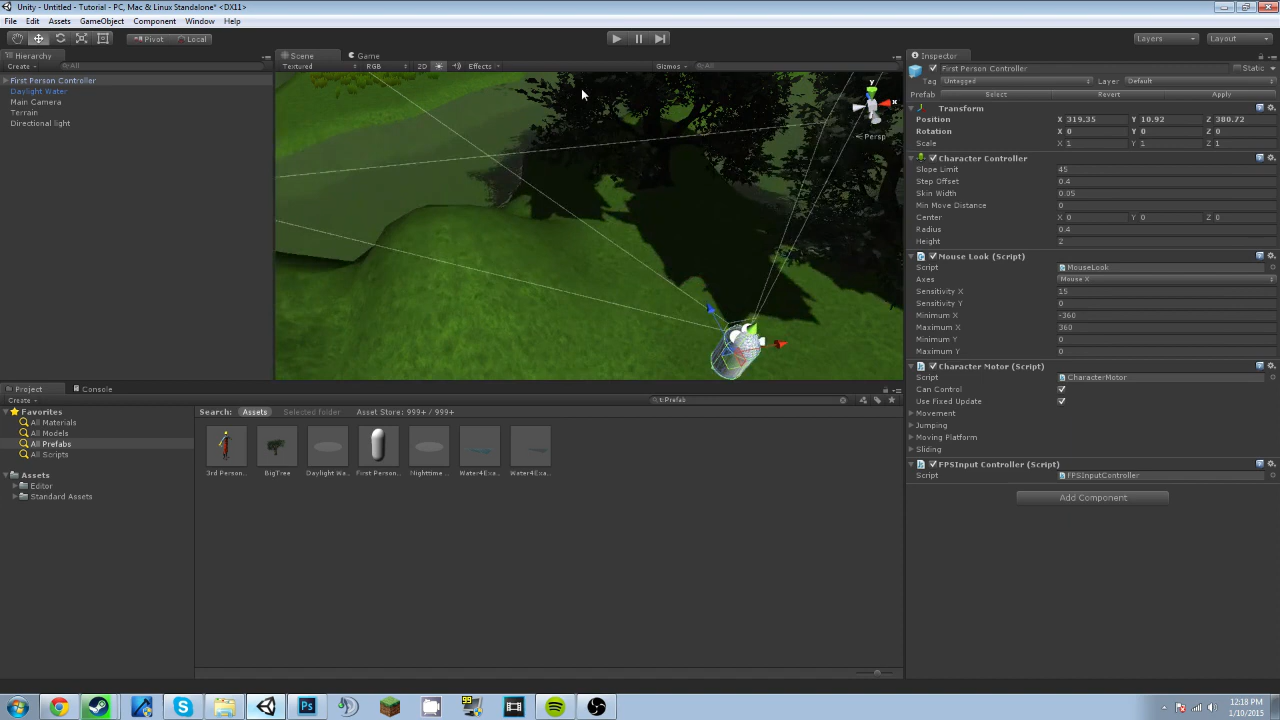 Unity - Untitled - Tutorial - PC, Mac & Linux Standalone* <DX11>
File Edit Assets GameObject Component Window Help
Pivot Local Layers Layout
Hierarchy
Create All
First Person Controller
Daylight Water
Main Camera
Terrain
Directional light
Scene Game
Textured RGB 2D Effects Gizmos All
y
x
Persp
Inspector
First Person Controller Static
Tag Untagged Layer Default
Prefab Select Revert Apply
Transform
Position X 319.35 Y 10.92 Z 380.72
Rotation X 0 Y 0 Z 0
Scale X 1 Y 1 Z 1
Character Controller
Slope Limit 45
Step Offset 0.4
Skin Width 0.05
Min Move Distance 0
Center X 0 Y 0 Z 0
Radius 0.4
Height 2
Mouse Look (Script)
Script MouseLook
Axes Mouse X
Sensitivity X 15
Sensitivity Y 0
Minimum X -360
Maximum X 360
Minimum Y 0
Maximum Y 0
Character Motor (Script)
Script CharacterMotor
Can Control
Use Fixed Update
Movement
Jumping
Moving Platform
Sliding
FPSInput Controller (Script)
Script FPSInputController
Add Component
Project Console
Create t:Prefab
Favorites
All Materials
All Models
All Prefabs
All Scripts
Assets
Editor
Standard Assets
Search: Assets Selected folder Asset Store: 999+ / 999+
3rd Person... BigTree Daylight Wa... First Person... Nighttime ... Water4Exa... Water4Exa...
99
12:18 PM
1/10/2015